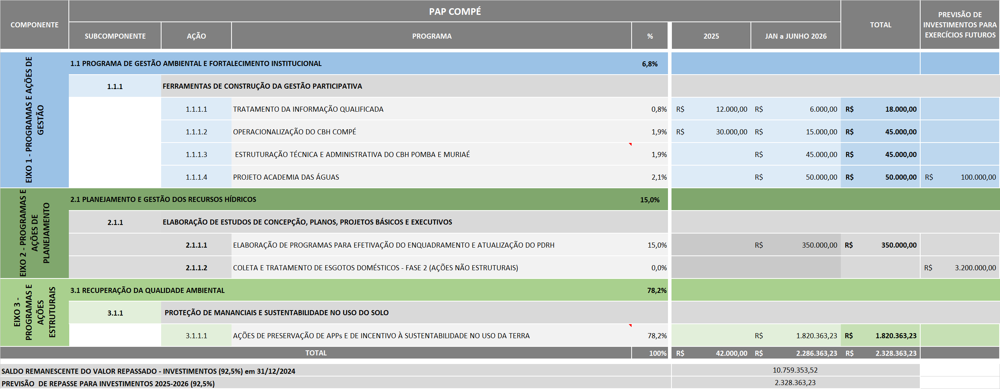 COMPONENTE
PAP COMPÉ
TOTAL
PREVISÃO DE
INVESTIMENTOS PARA
EXERCÍCIOS FUTUROS
SUBCOMPONENTE AÇÃO PROGRAMA % 2025 JAN a JUNHO 2026
EIXO 1 - PROGRAMAS E AÇÕES DE
GESTÃO
1.1 PROGRAMA DE GESTÃO AMBIENTAL E FORTALECIMENTO INSTITUCIONAL 6,8%
1.1.1 FERRAMENTAS DE CONSTRUÇÃO DA GESTÃO PARTICIPATIVA
1.1.1.1 TRATAMENTO DA INFORMAÇÃO QUALIFICADA 0,8% R$ 12.000,00 R$ 6.000,00 R$ 18.000,00
1.1.1.2 OPERACIONALIZAÇÃO DO CBH COMPÉ 1,9% R$ 30.000,00 R$ 15.000,00 R$ 45.000,00
1.1.1.3 ESTRUTURAÇÃO TÉCNICA E ADMINISTRATIVA DO CBH POMBA E MURIAÉ 1,9% R$ 45.000,00 R$ 45.000,00
1.1.1.4 PROJETO ACADEMIA DAS ÁGUAS 2,1% R$ 50.000,00 R$ 50.000,00 R$ 100.000,00
EIXO 2 - PROGRAMAS E
AÇÕES DE
PLANEJAMENTO
2.1 PLANEJAMENTO E GESTÃO DOS RECURSOS HÍDRICOS 15,0%
2.1.1 ELABORAÇÃO DE ESTUDOS DE CONCEPÇÃO, PLANOS, PROJETOS BÁSICOS E EXECUTIVOS
2.1.1.1 ELABORAÇÃO DE PROGRAMAS PARA EFETIVAÇÃO DO ENQUADRAMENTO E ATUALIZAÇÃO DO PDRH 15,0% R$ 350.000,00 R$ 350.000,00
2.1.1.2 COLETA E TRATAMENTO DE ESGOTOS DOMÉSTICOS - FASE 2 (AÇÕES NÃO ESTRUTURAIS) 0,0% R$ 3.200.000,00
EIXO 3 -
PROGRAMAS E
AÇÕES
ESTRUTURAIS
3.1 RECUPERAÇÃO DA QUALIDADE AMBIENTAL 78,2%
3.1.1 PROTEÇÃO DE MANANCIAIS E SUSTENTABILIDADE NO USO DO SOLO
3.1.1.1 AÇÕES DE PRESERVAÇÃO DE APPs E DE INCENTIVO À SUSTENTABILIDADE NO USO DA TERRA 78,2% R$ 1.820.363,23 R$ 1.820.363,23
TOTAL 100% R$ 42.000,00 R$ 2.286.363,23 R$ 2.328.363,23
SALDO REMANESCENTE DO VALOR REPASSADO - INVESTIMENTOS (92,5%) em 31/12/2024 10.759.353,52
PREVISÃO DE REPASSE PARA INVESTIMENTOS 2025-2026 (92,5%) 2.328.363,23